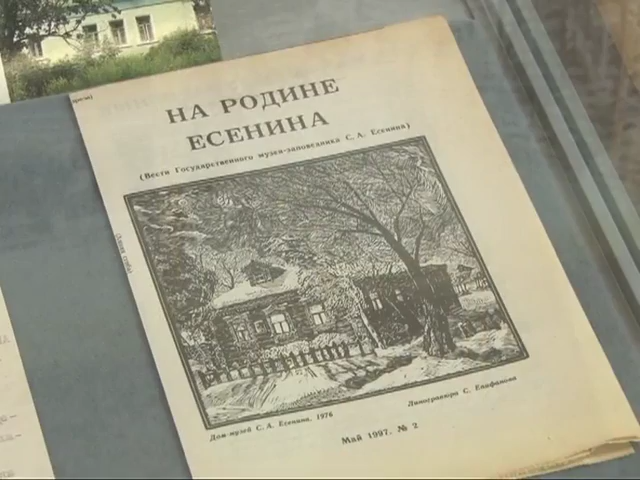 НА РОДИНЕ
ЕСЕНИНА
(Вести Государственного музея-заповедника С. А. Есенина)
Дом-музей С. А. Есенина. 1976
Линогравюра С. Епифанова
Май 1997. № 2